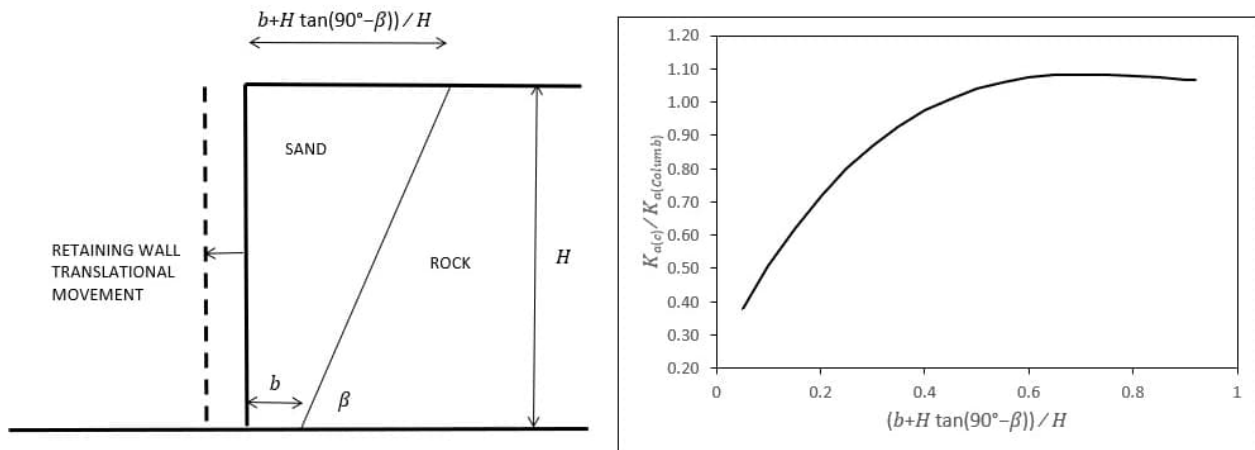 b+H tan(90°−β)) / H
SAND
RETAINING WALL
TRANSLATIONAL
MOVEMENT
ROCK
H
b
β
1.20
1.10
1.00
0.90
0.80
0.70
0.60
0.50
0.40
0.30
0.20
K a(c) / K a(Columb)
0
0.2
0.4
0.6
0.8
1
(b+H tan(90°−β)) / H